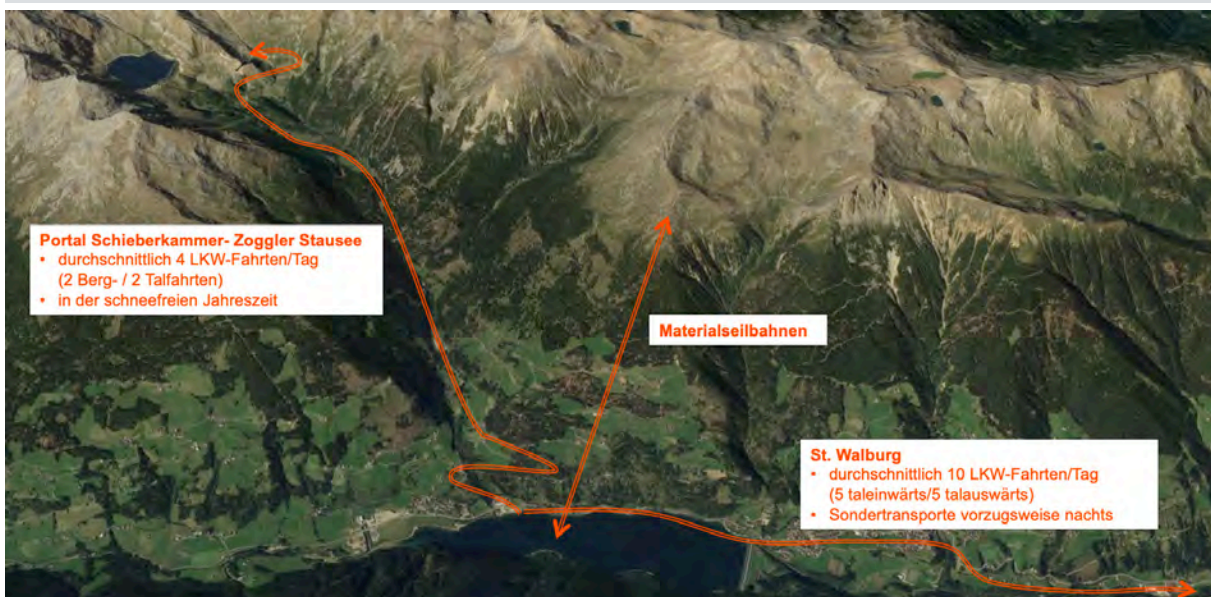 Portal Schieberkammer- Zoggler Stausee
• durchschnittlich 4 LKW-Fahrten/Tag
(2 Berg- / 2 Talfahrten)
• in der schneefreien Jahreszeit
Materialseilbahnen
St. Walburg
• durchschnittlich 10 LKW-Fahrten/Tag
(5 taleinwärts/5 talauswärts)
• Sondertransporte vorzugsweise nachts